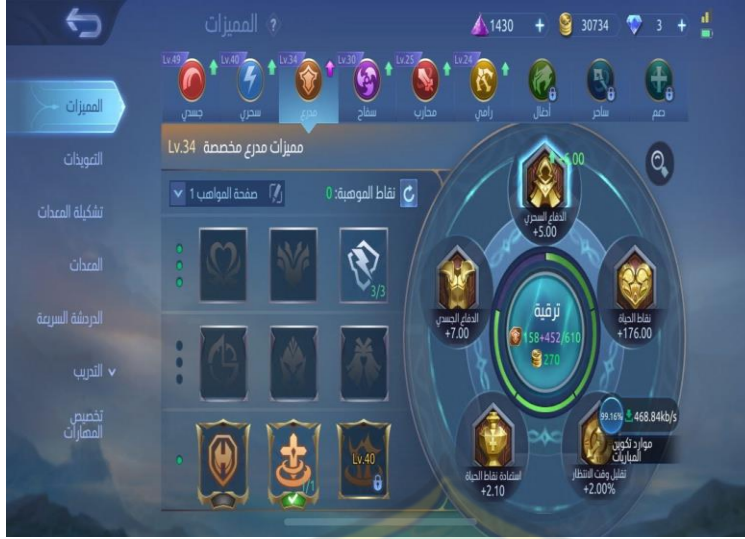 المميزات
1430
30734
3
Lv.49
Lv.40
Lv.34
Lv.30
Lv.25
Lv.24
جسدي
سحري
مدرع
سفاح
محارب
رامي
أدغال
ساحر
دعم
المميزات
التعويذات
تشكيلة المعدات
المعدات
الدردشة السريعة
التدريب
تخصيص
المهارات
مميزات مدرع مخصصة Lv.34
نقاط الموهبة: 0
صفحة المواهب 1
3/3
1/1
Lv.40
الدفاع السحري
+5.00
الدفاع الجسدي
+7.00
نقاط الحياة
+176.00
ترقية
158+452/610
270
استعادة نقاط الحياة
+2.10
تقليل وقت الانتظار
+2.00%
99.16%
468.84kb/s
موارد تكوين
المباريات